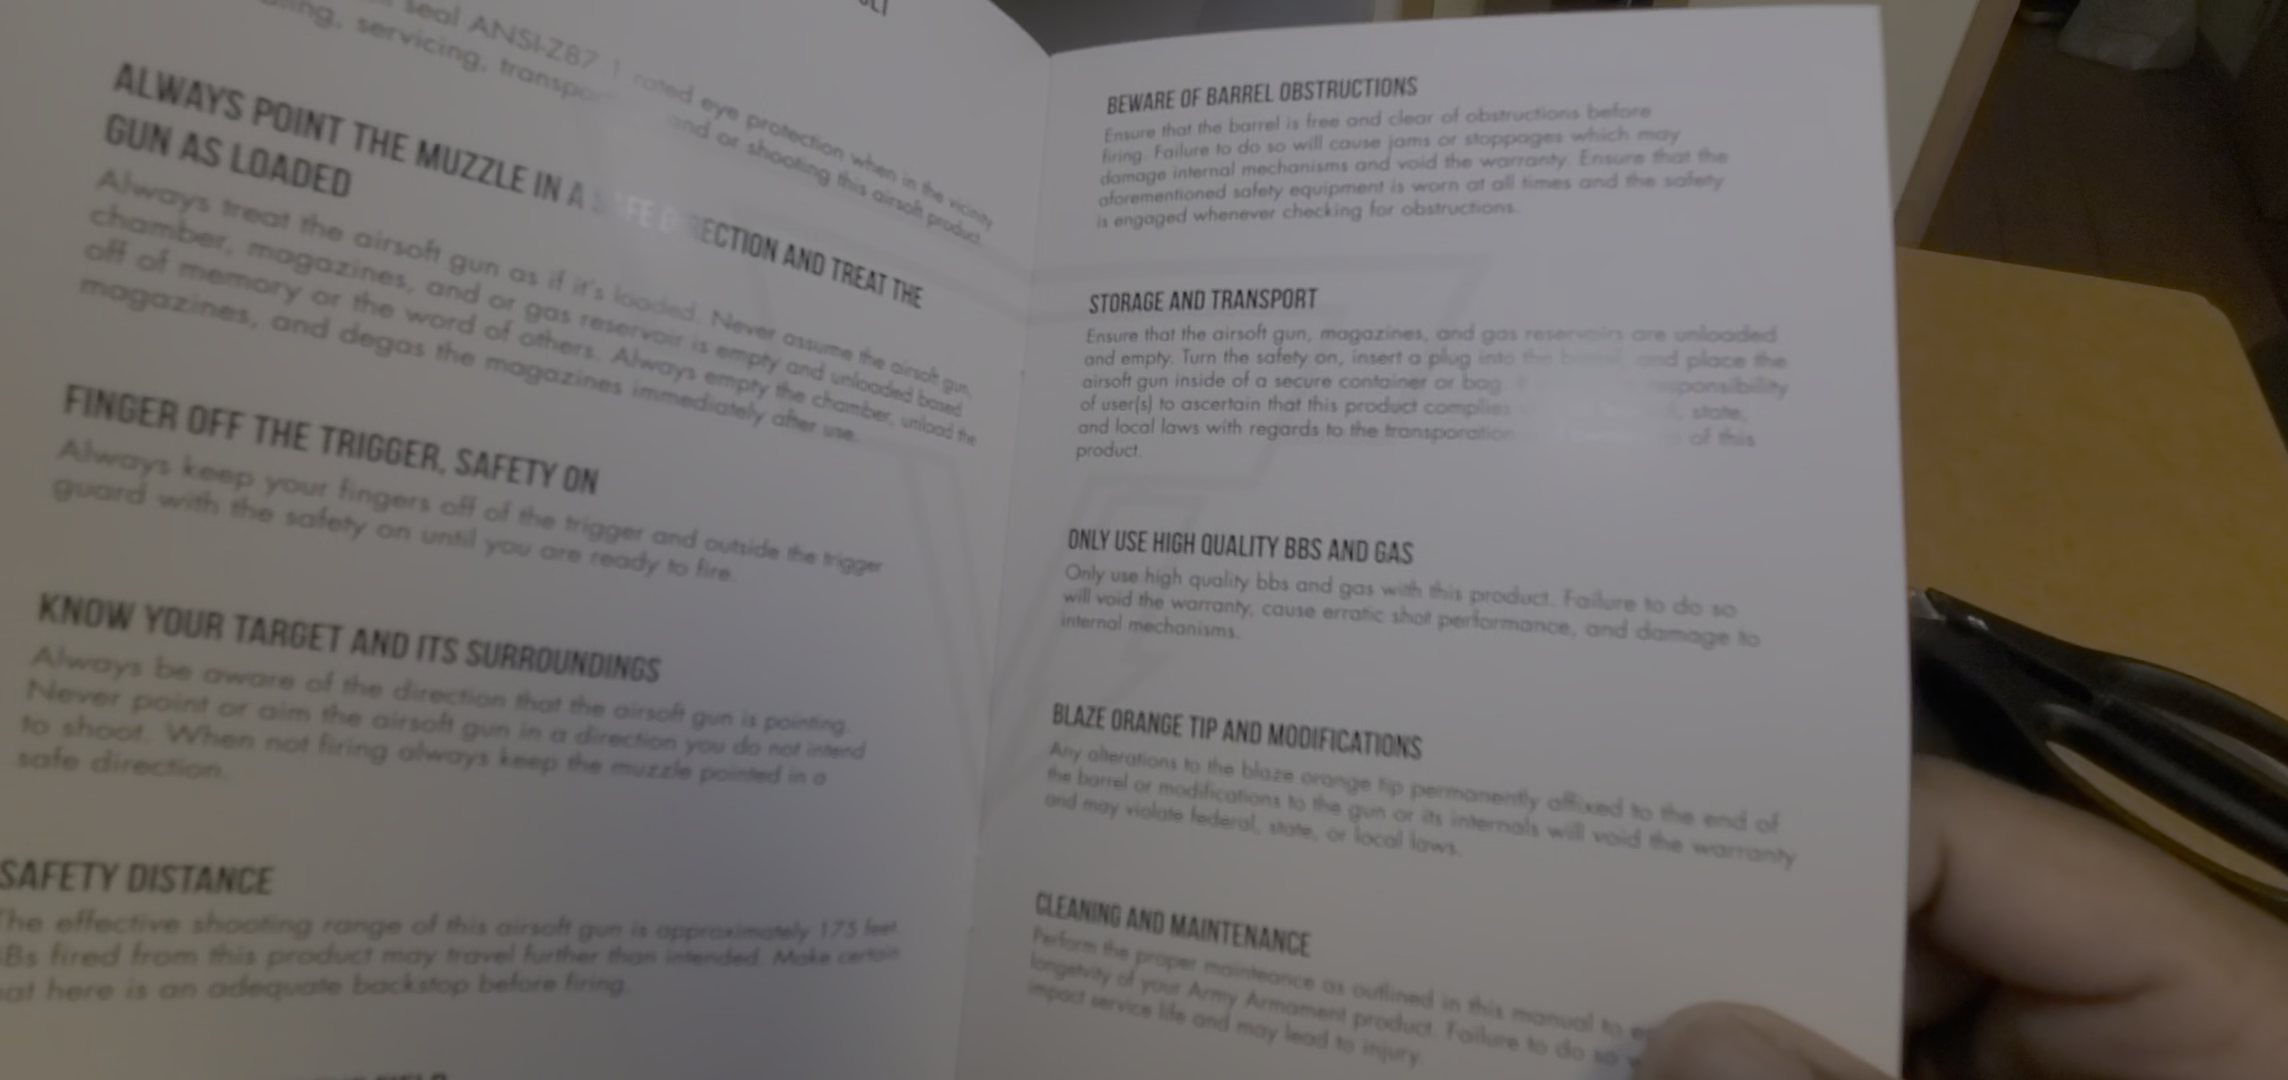 seal ANSI-Z87 1 rated eye protection when in the vicinity
servicing, and or shooting this airsoft product.
ALWAYS POINT THE MUZZLE IN A SAFE DIRECTION AND TREAT THE
GUN AS LOADED
Always treat the airsoft gun as if it's loaded. Never assume the airsoft gun,
chamber, magazines, and or gas reservoir is empty and unloaded based
off of memory or the word of others. Always empty the chamber, unload the
magazines, and degas the magazines immediately after use.
FINGER OFF THE TRIGGER, SAFETY ON
Always keep your fingers off of the trigger and outside the trigger
guard with the safety on until you are ready to fire.
KNOW YOUR TARGET AND ITS SURROUNDINGS
Always be aware of the direction that the airsoft gun is pointing.
Never point or aim the airsoft gun in a direction you do not intend
to shoot. When not firing always keep the muzzle pointed in a
safe direction.
SAFETY DISTANCE
The effective shooting range of this airsoft gun is approximately 175 feet.
BBs fired from this product may travel further than intended. Make certain
here is an adequate backstop before firing.
BEWARE OF BARREL OBSTRUCTIONS
Ensure that the barrel is free and clear of obstructions before
firing. Failure to do so will cause jams or stoppages which may
damage internal mechanisms and void the warranty. Ensure that the
aforementioned safety equipment is worn at all times and the safety
is engaged whenever checking for obstructions.
STORAGE AND TRANSPORT
Ensure that the airsoft gun, magazines, and gas reservoirs are unloaded
and empty. Turn the safety on, insert a plug into the barrel, and place the
airsoft gun inside of a secure container or bag.
of user(s) to ascertain that this product complies state,
and local laws with regards to the transporation of this
product.
ONLY USE HIGH QUALITY BBS AND GAS
Only use high quality bbs and gas with this product. Failure to do so
will void the warranty, cause erratic shot performance, and damage to
internal mechanisms.
BLAZE ORANGE TIP AND MODIFICATIONS
Any alterations to the blaze orange tip permanently affixed to the end of
the barrel or modifications to the gun or its internals will void the warranty
and may violate federal, state, or local laws.
CLEANING AND MAINTENANCE
Perform the proper mainteance as outlined in this manual to
longetvity of your Army Armament product. Failure to do so
impact service life and may lead to injury.